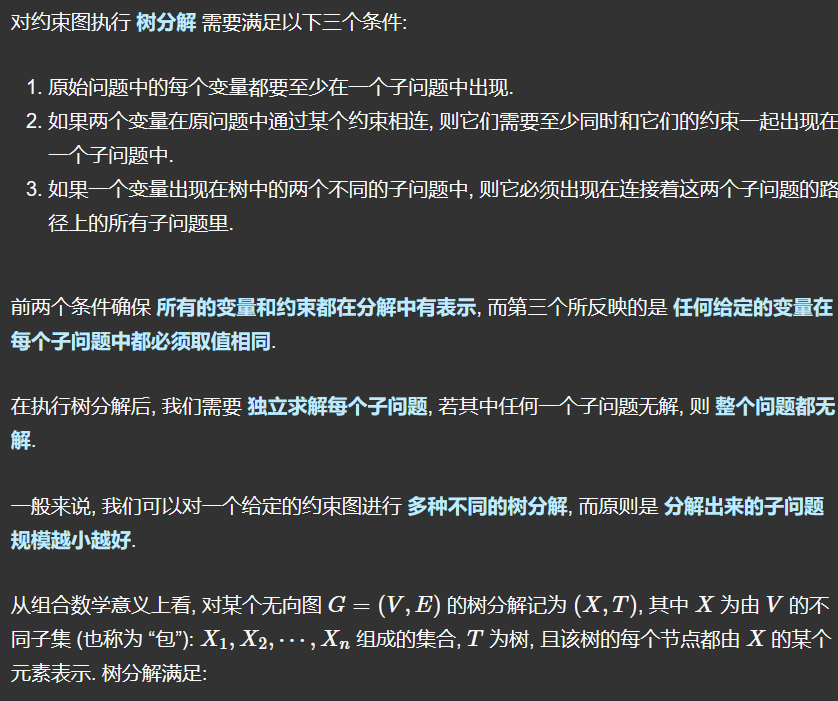 对约束图执行 树分解 需要满足以下三个条件:
1. 原始问题中的每个变量都要至少在一个子问题中出现.
2. 如果两个变量在原问题中通过某个约束相连, 则它们需要至少同时和它们的约束一起出现在
一个子问题中.
3. 如果一个变量出现在树中的两个不同的子问题中, 则它必须出现在连接着这两个子问题的路
径上的所有子问题里.
前两个条件确保 所有的变量和约束都在分解中有表示, 而第三个所反映的是 任何给定的变量在
每个子问题中都必须取值相同.
在执行树分解后, 我们需要 独立求解每个子问题, 若其中任何一个子问题无解, 则 整个问题都无
解.
一般来说, 我们可以对一个给定的约束图进行 多种不同的树分解, 而原则是 分解出来的子问题
规模越小越好.
从组合数学意义上看, 对某个无向图 G = (V, E) 的树分解记为 (X, T), 其中 X 为由 V 的不
同子集 (也称为 “包”): X₁, X₂, ⋯, Xₙ 组成的集合, T 为树, 且该树的每个节点都由 X 的某个
元素表示. 树分解满足: